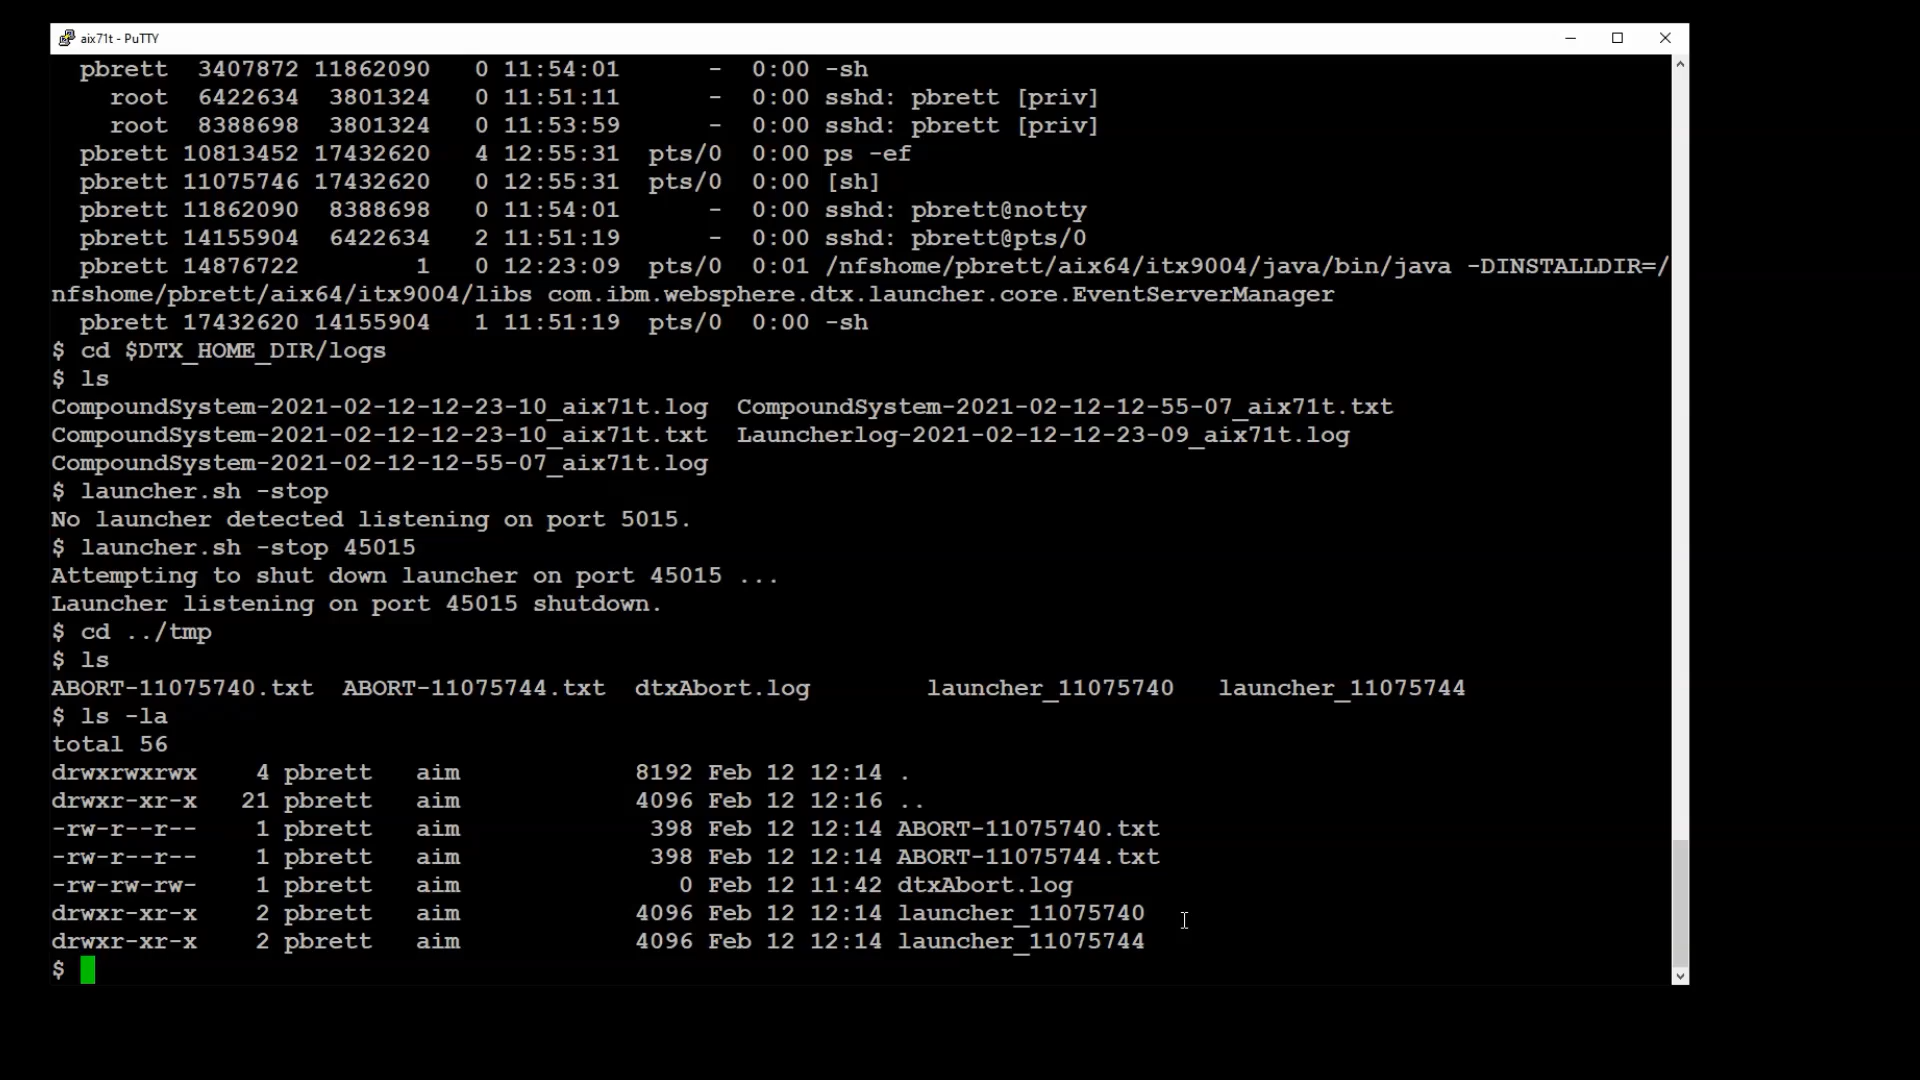 aix71t - PuTTY
pbrett 3407872 11862090 0 11:54:01 - 0:00 -sh
root 6422634 3801324 0 11:51:11 - 0:00 sshd: pbrett [priv]
root 8388698 3801324 0 11:53:59 - 0:00 sshd: pbrett [priv]
pbrett 10813452 17432620 4 12:55:31 pts/0 0:00 ps -ef
pbrett 11075746 17432620 0 12:55:31 pts/0 0:00 [sh]
pbrett 11862090 8388698 0 11:54:01 - 0:00 sshd: pbrett@notty
pbrett 14155904 6422634 2 11:51:19 - 0:00 sshd: pbrett@pts/0
pbrett 14876722 1 0 12:23:09 pts/0 0:01 /nfshome/pbrett/aix64/itx9004/java/bin/java -DINSTALLDIR=/
nfshome/pbrett/aix64/itx9004/libs com.ibm.websphere.dtx.launcher.core.EventServerManager
pbrett 17432620 14155904 1 11:51:19 pts/0 0:00 -sh
$ cd $DTX_HOME_DIR/logs
$ ls
CompoundSystem-2021-02-12-12-23-10_aix71t.log CompoundSystem-2021-02-12-12-55-07_aix71t.txt
CompoundSystem-2021-02-12-12-23-10_aix71t.txt Launcherlog-2021-02-12-12-23-09_aix71t.log
CompoundSystem-2021-02-12-12-55-07_aix71t.log
$ launcher.sh -stop
No launcher detected listening on port 5015.
$ launcher.sh -stop 45015
Attempting to shut down launcher on port 45015 ...
Launcher listening on port 45015 shutdown.
$ cd ../tmp
$ ls
ABORT-11075740.txt ABORT-11075744.txt dtxAbort.log launcher_11075740 launcher_11075744
$ ls -la
total 56
drwxrwxrwx 4 pbrett aim 8192 Feb 12 12:14 .
drwxr-xr-x 21 pbrett aim 4096 Feb 12 12:16 ..
-rw-r--r-- 1 pbrett aim 398 Feb 12 12:14 ABORT-11075740.txt
-rw-r--r-- 1 pbrett aim 398 Feb 12 12:14 ABORT-11075744.txt
-rw-rw-rw- 1 pbrett aim 0 Feb 12 11:42 dtxAbort.log
drwxr-xr-x 2 pbrett aim 4096 Feb 12 12:14 launcher_11075740
drwxr-xr-x 2 pbrett aim 4096 Feb 12 12:14 launcher_11075744
$